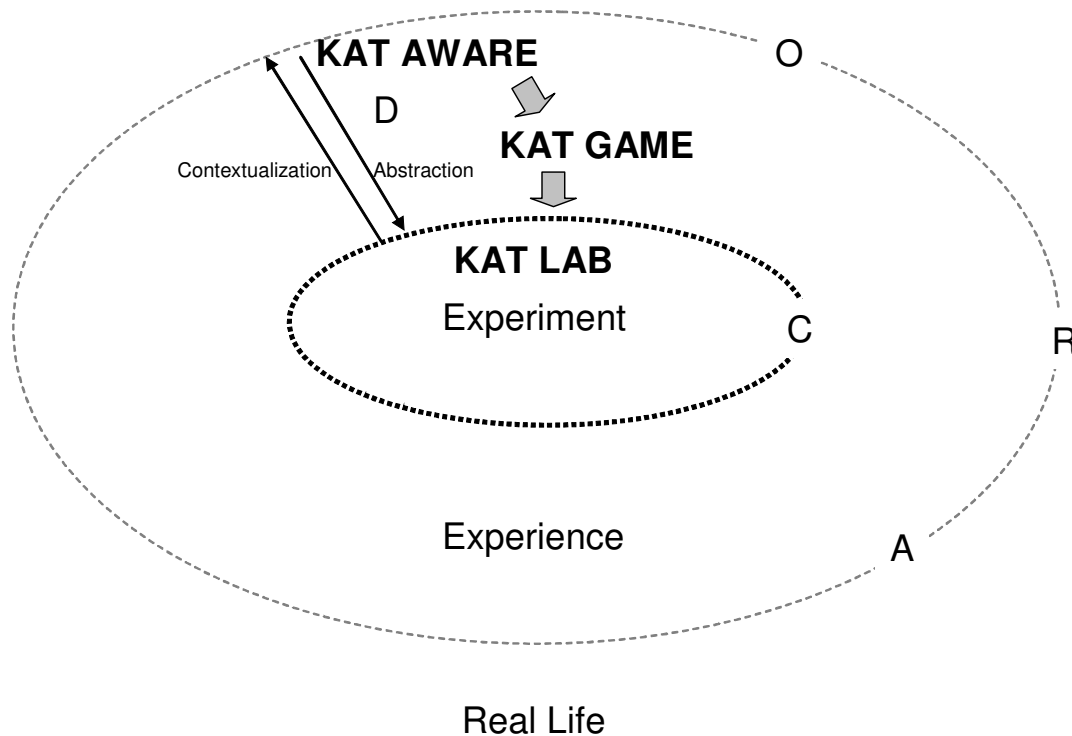 KAT AWARE
O
D
KAT GAME
Contextualization
Abstraction
KAT LAB
Experiment
C
R
Experience
A
Real Life